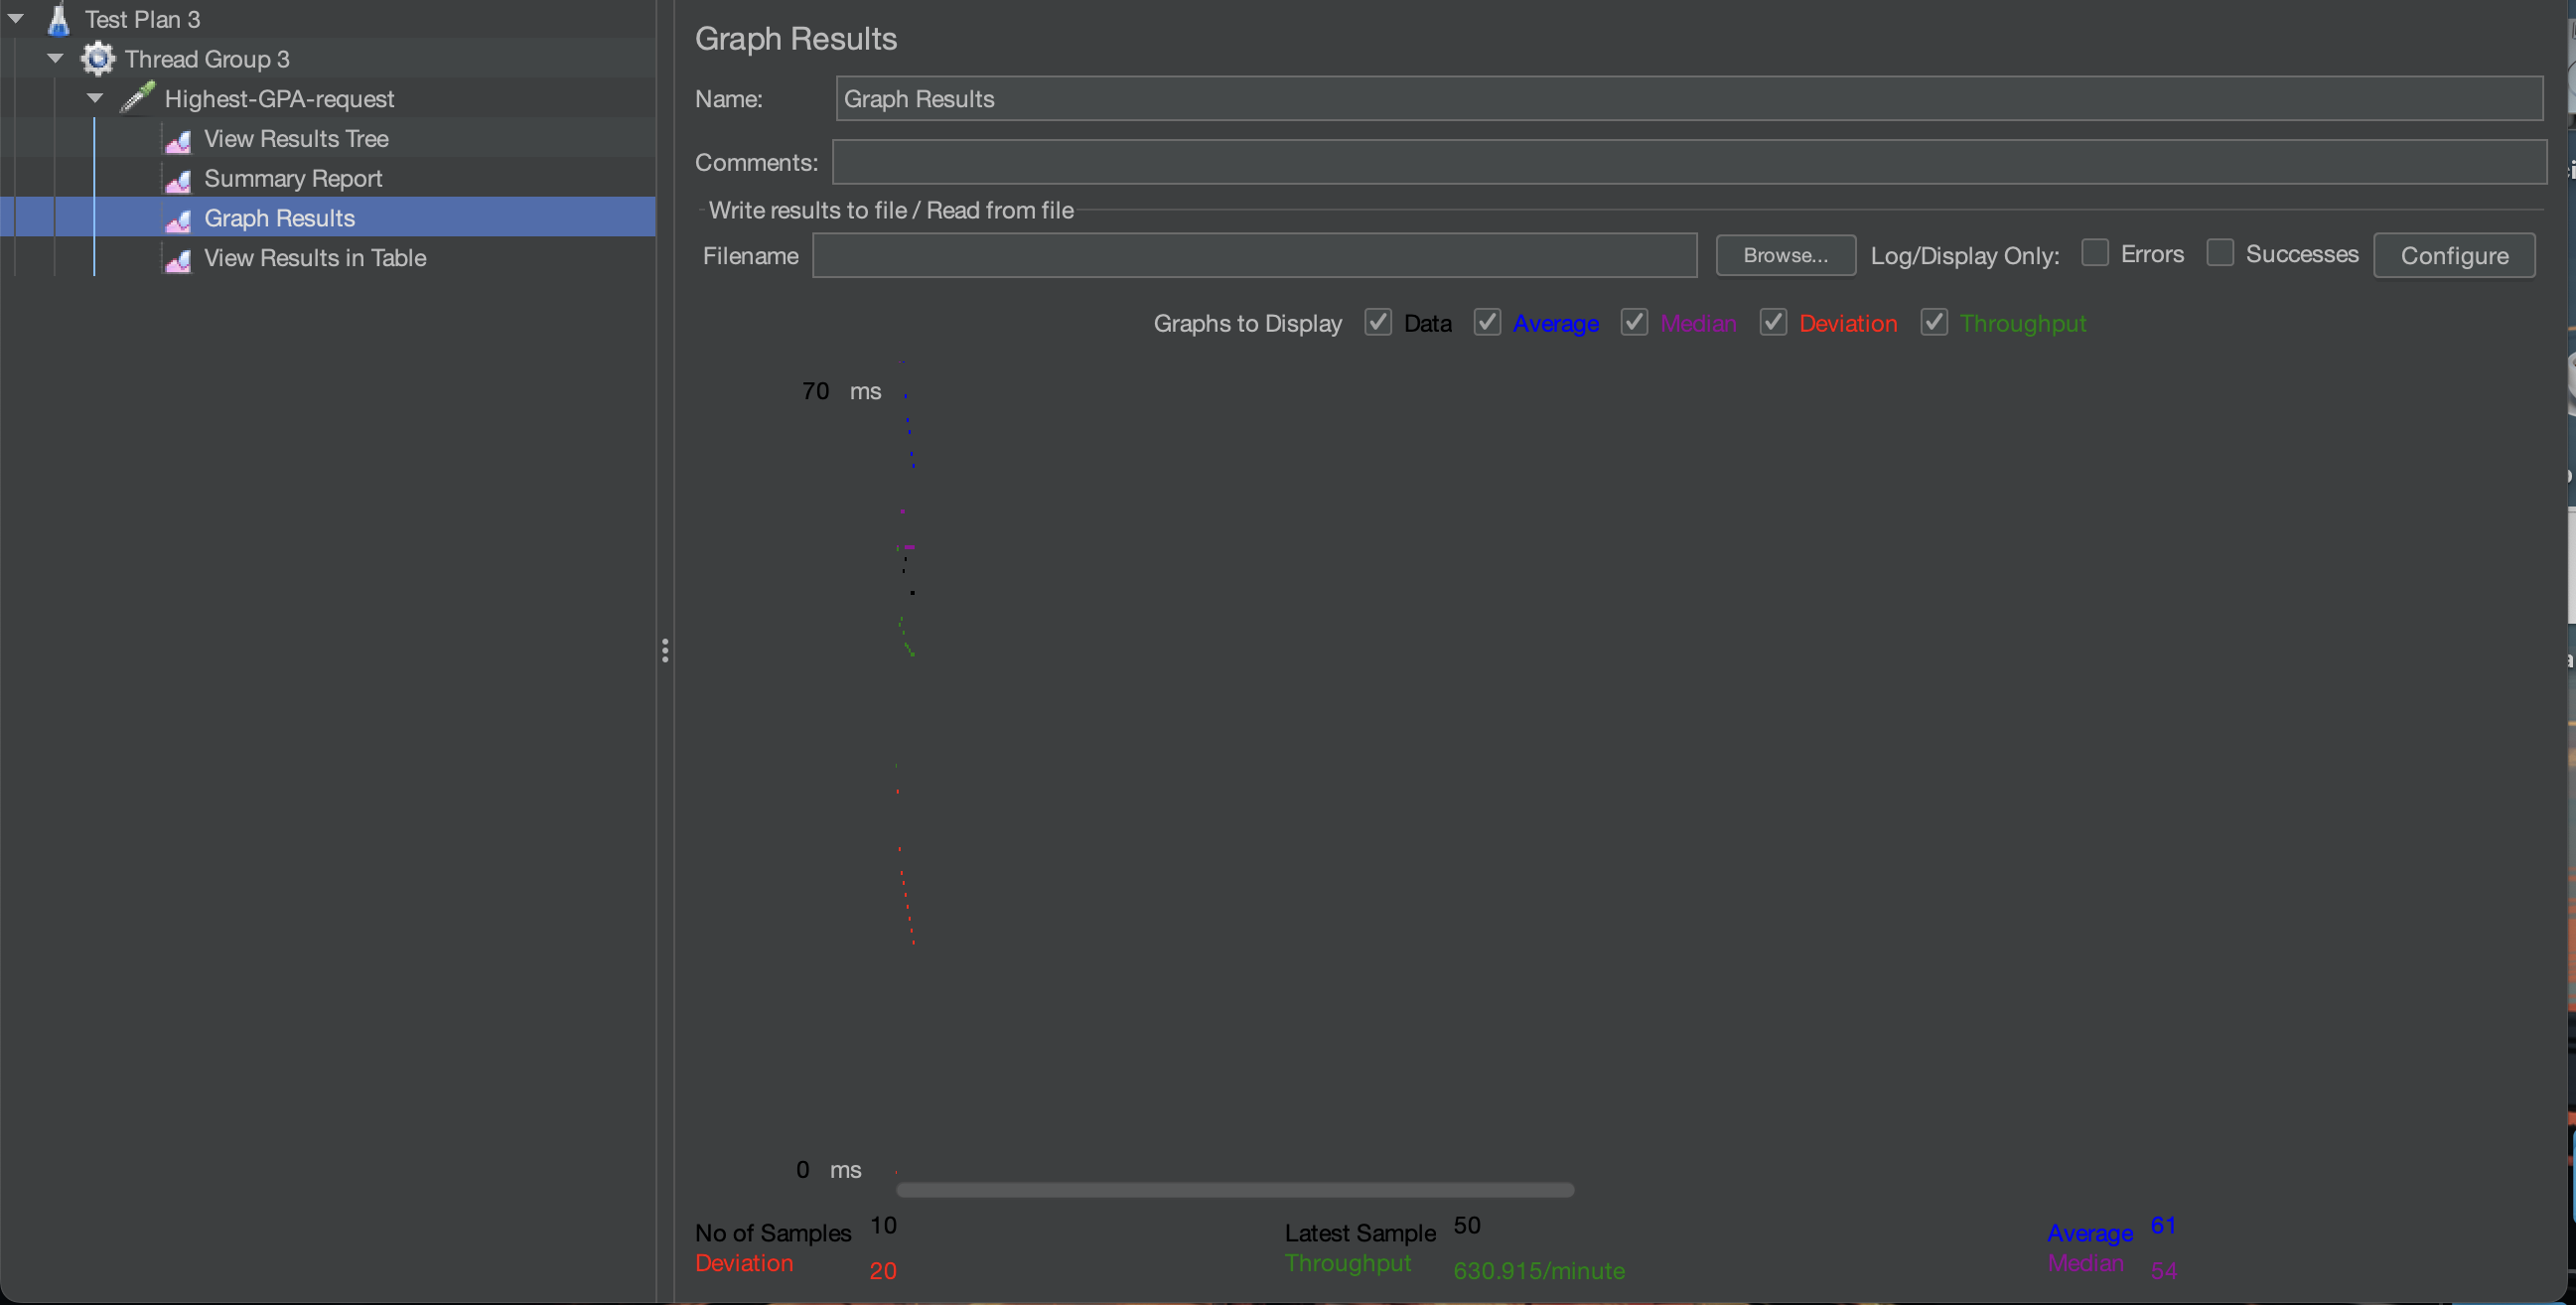 Test Plan 3
Thread Group 3
Highest-GPA-request
View Results Tree
Summary Report
Graph Results
View Results in Table
Graph Results
Name: Graph Results
Comments:
Write results to file / Read from file
Filename Browse... Log/Display Only: Errors Successes Configure
Graphs to Display Data Average Median Deviation Throughput
70 ms
0 ms
No of Samples 10 Latest Sample 50 Average 61
Deviation 20 Throughput 630.915/minute Median 54